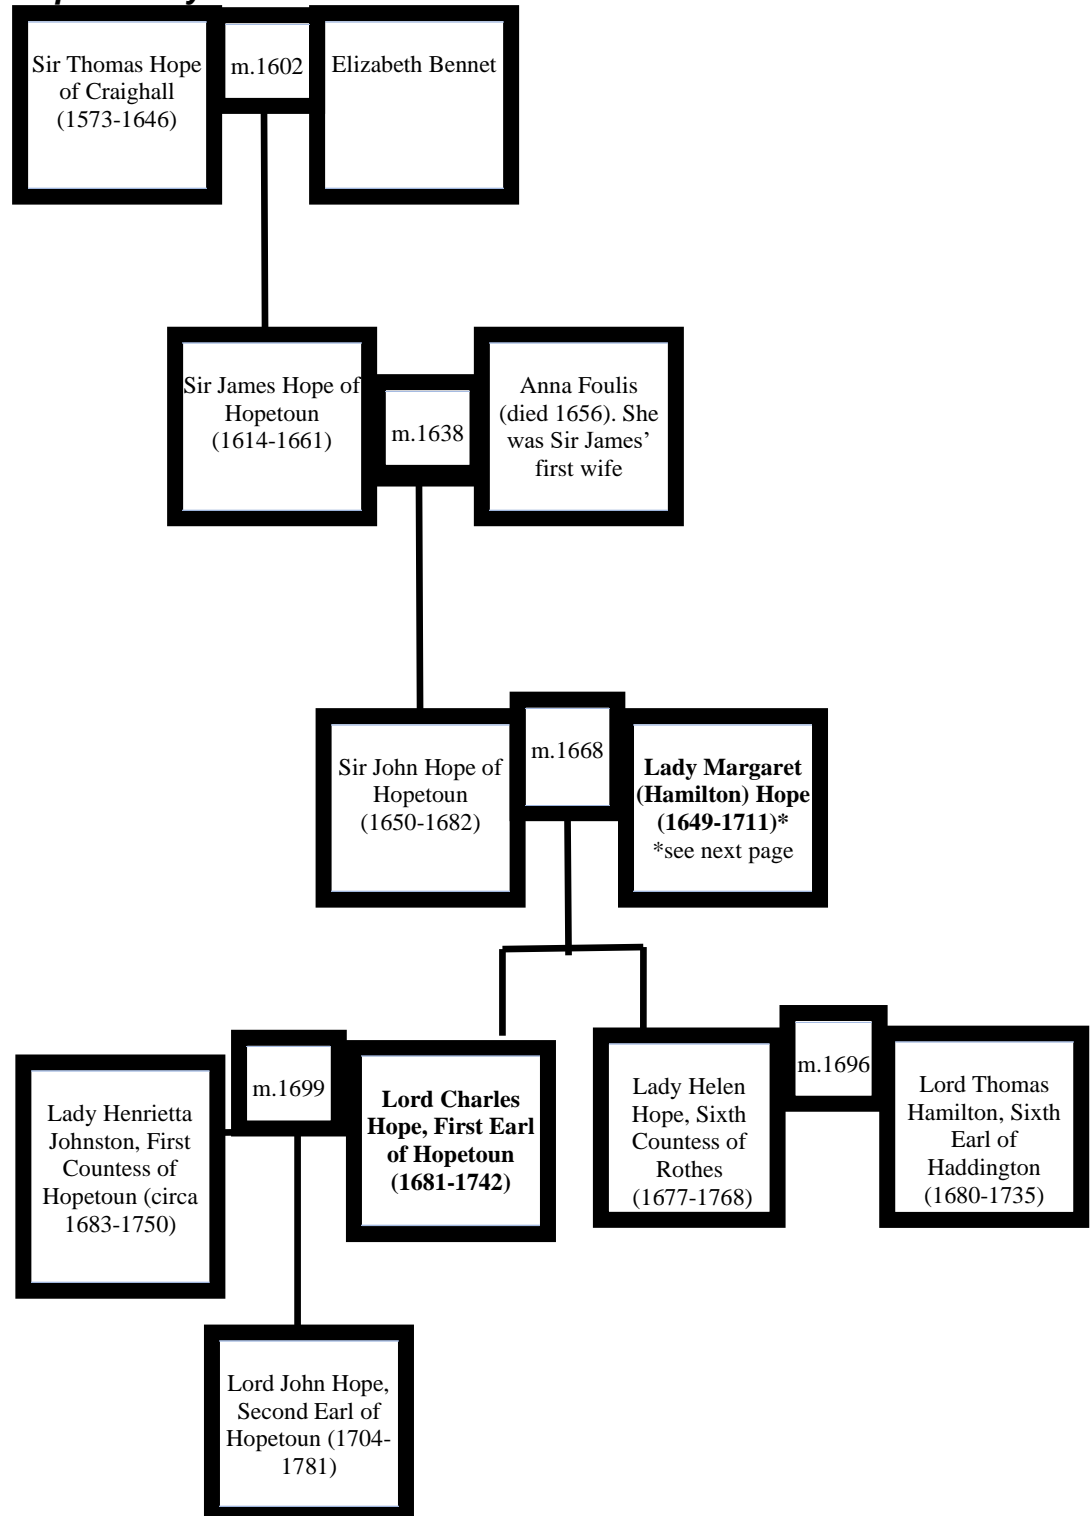 Sir Thomas Hope
of Craighall
(1573-1646)
m.1602
Elizabeth Bennet
Sir James Hope of
Hopetoun
(1614-1661)
m.1638
Anna Foulis
(died 1656). She
was Sir James’
first wife
Sir John Hope of
Hopetoun
(1650-1682)
m.1668
Lady Margaret
(Hamilton) Hope
(1649-1711)*
*see next page
Lady Henrietta
Johnston, First
Countess of
Hopetoun (circa
1683-1750)
m.1699
Lord Charles
Hope, First Earl
of Hopetoun
(1681-1742)
Lady Helen
Hope, Sixth
Countess of
Rothes
(1677-1768)
m.1696
Lord Thomas
Hamilton, Sixth
Earl of
Haddington
(1680-1735)
Lord John Hope,
Second Earl of
Hopetoun (1704-
1781)